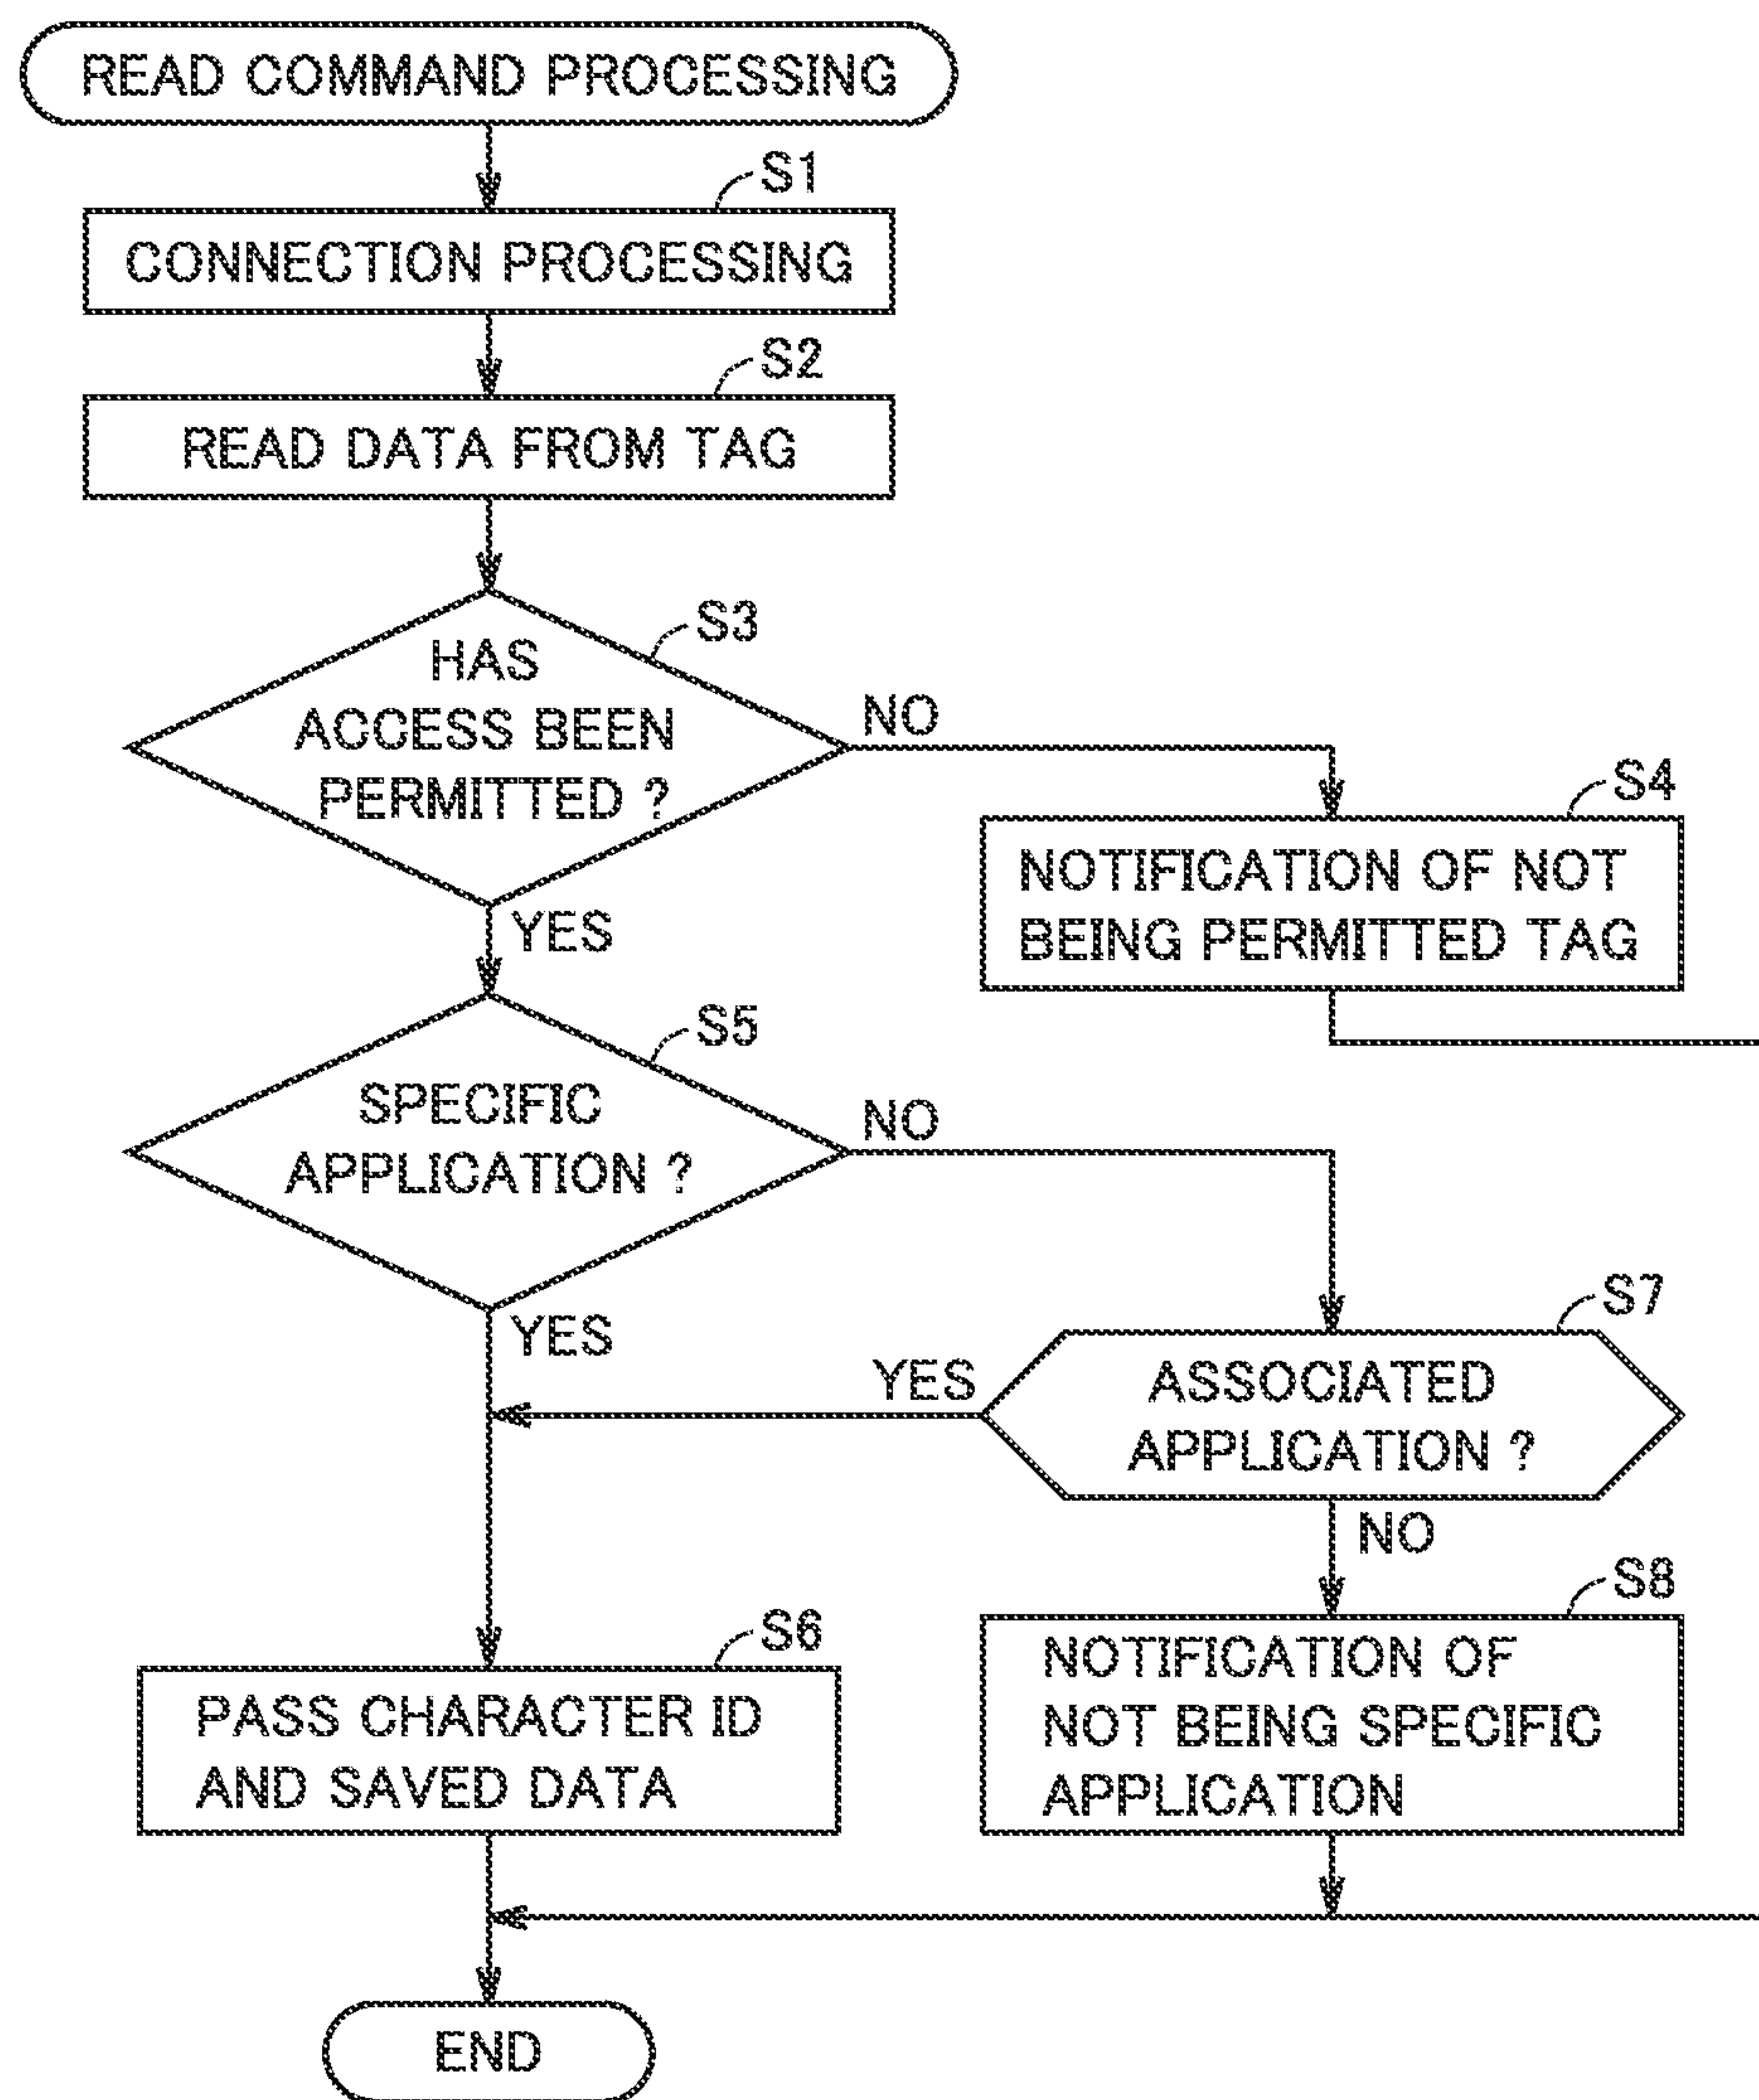 READ COMMAND PROCESSING
S1
CONNECTION PROCESSING
S2
READ DATA FROM TAG
S3
HAS
ACCESS BEEN
PERMITTED ?
NO
S4
NOTIFICATION OF NOT
BEING PERMITTED TAG
YES
S5
SPECIFIC
APPLICATION ?
NO
YES
S7
ASSOCIATED
APPLICATION ?
YES
NO
S8
NOTIFICATION OF
NOT BEING SPECIFIC
APPLICATION
S6
PASS CHARACTER ID
AND SAVED DATA
END